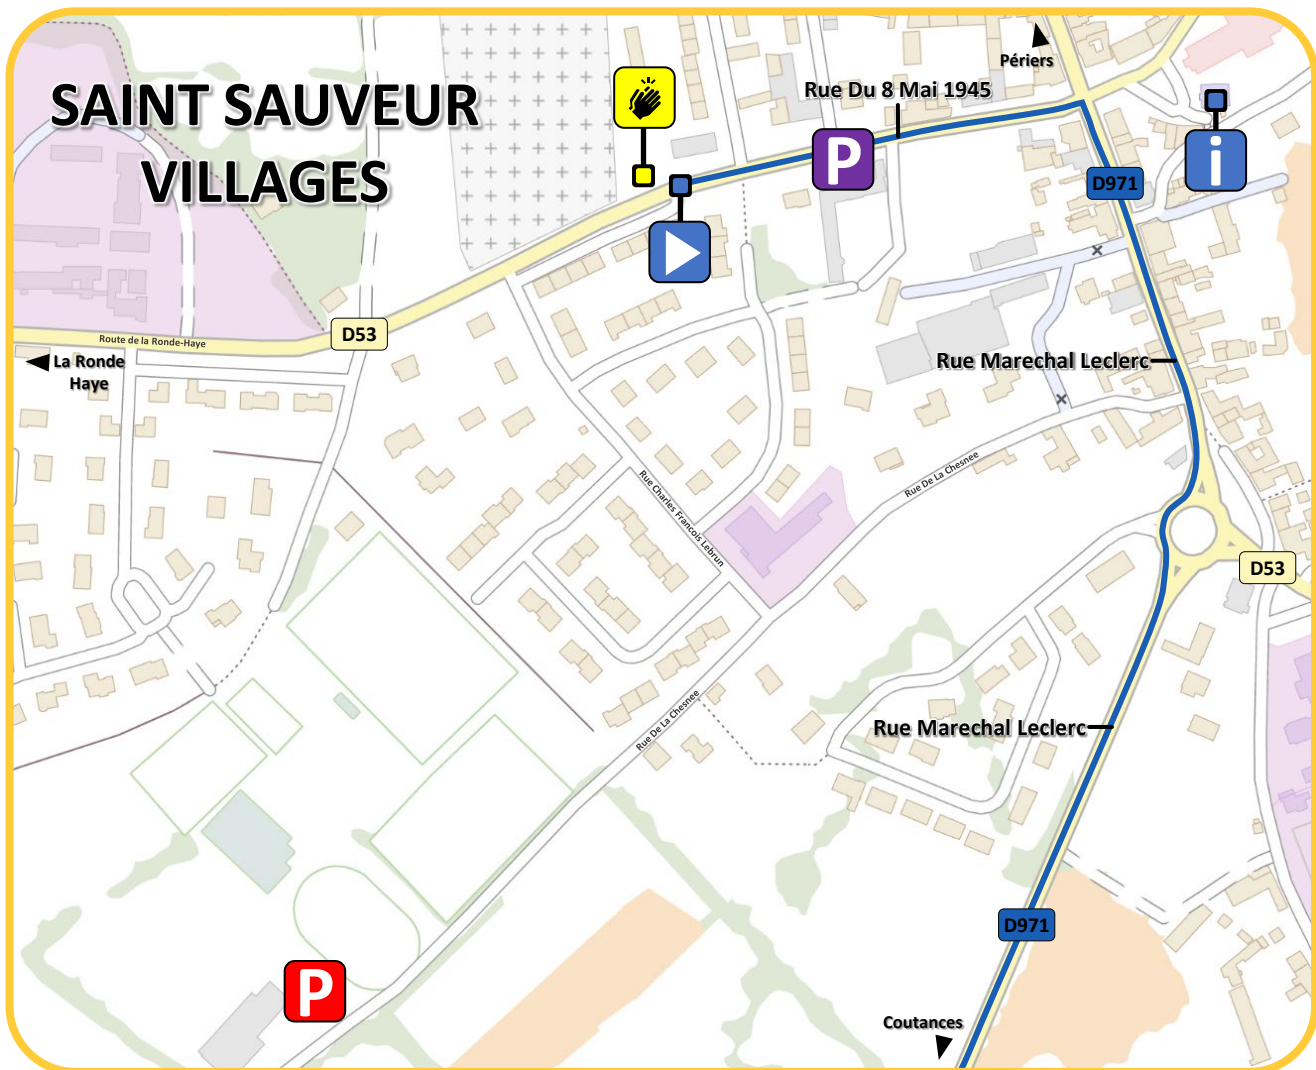 SAINT SAUVEUR
VILLAGES
Périers
Rue Du 8 Mai 1945
P
i
D971
D53
Route de la Ronde-Haye
La Ronde
Haye
Rue Marechal Leclerc
Rue De La Chesnee
Rue Charles Francois Lebrun
D53
Rue De La Chesnee
Rue Marechal Leclerc
D971
P
Coutances